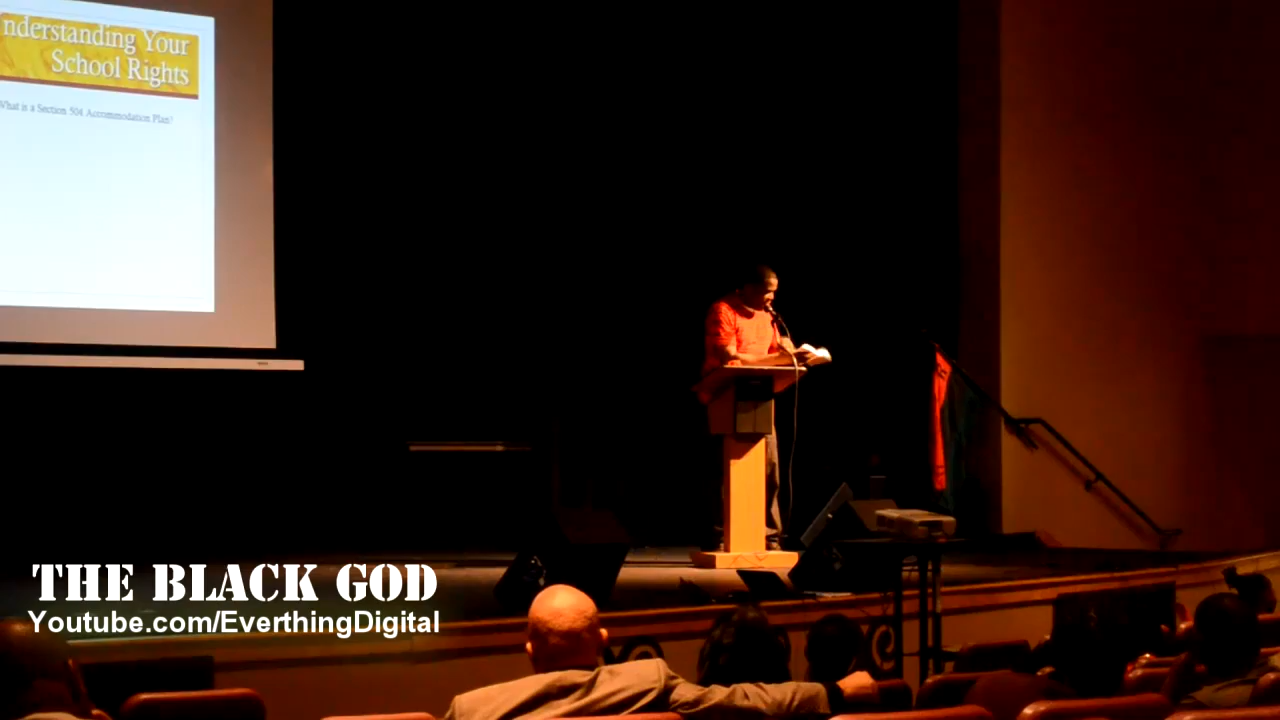 nderstanding Your
School Rights
What is a Section 504 Accommodation Plan?
THE BLACK GOD
Youtube.com/EverthingDigital